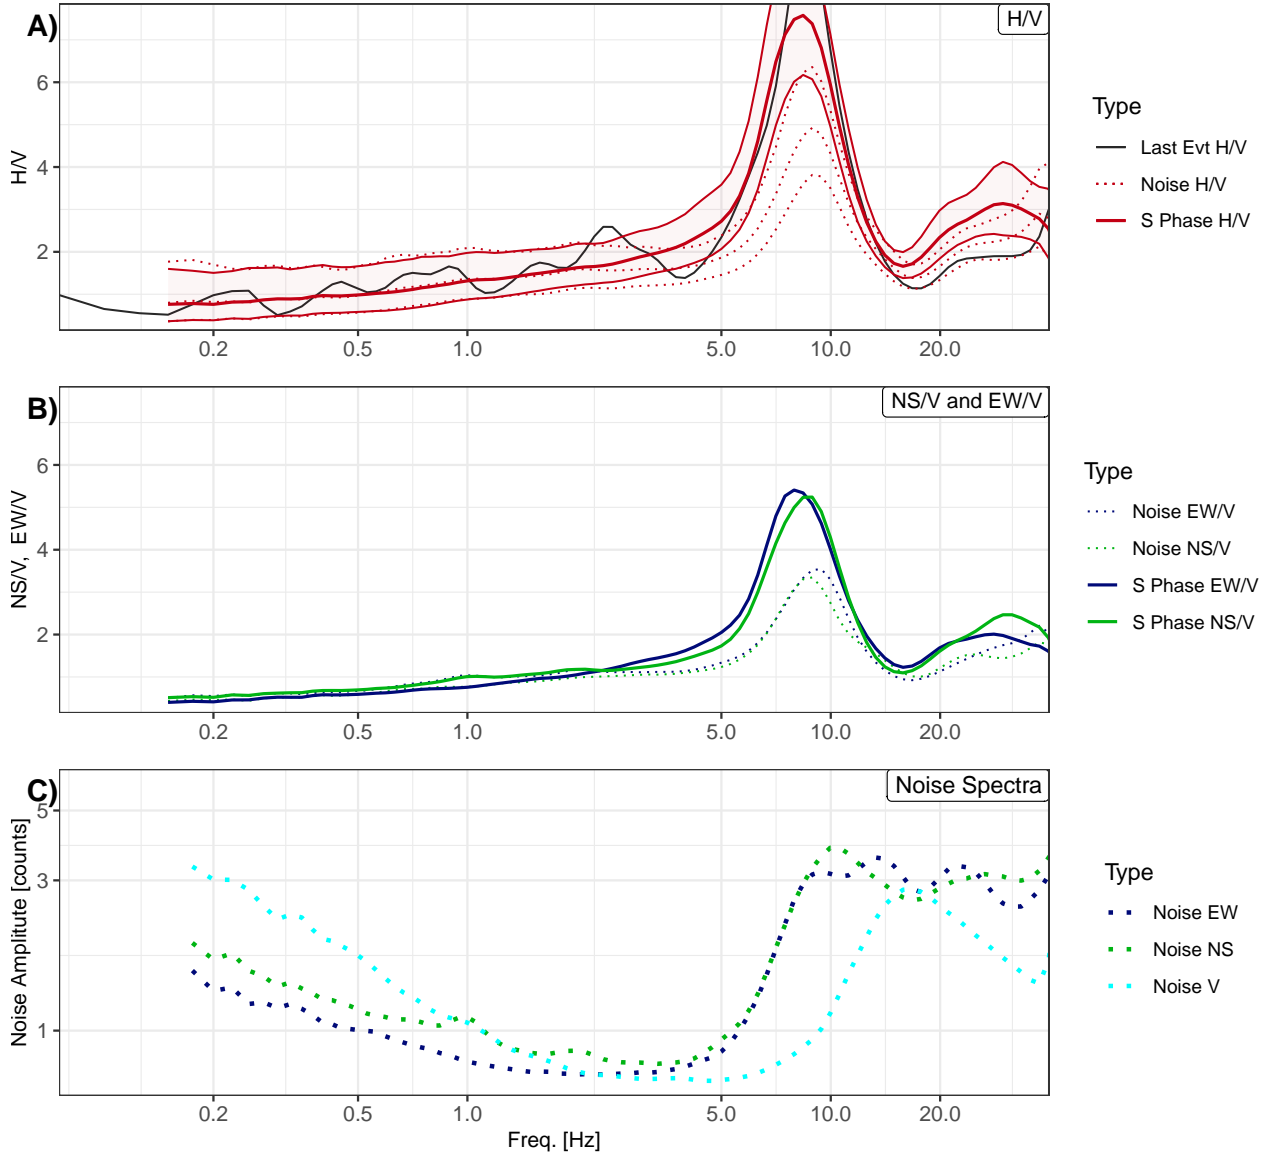 A)
H/V
6
4
2
H/V
0.2 0.5 1.0 5.0 10.0 20.0
Type
Last Evt H/V
Noise H/V
S Phase H/V
B)
NS/V and EW/V
6
4
2
NS/V, EW/V
0.2 0.5 1.0 5.0 10.0 20.0
Type
Noise EW/V
Noise NS/V
S Phase EW/V
S Phase NS/V
C)
Noise Spectra
5
3
1
Noise Amplitude [counts]
0.2 0.5 1.0 5.0 10.0 20.0
Freq. [Hz]
Type
Noise EW
Noise NS
Noise V